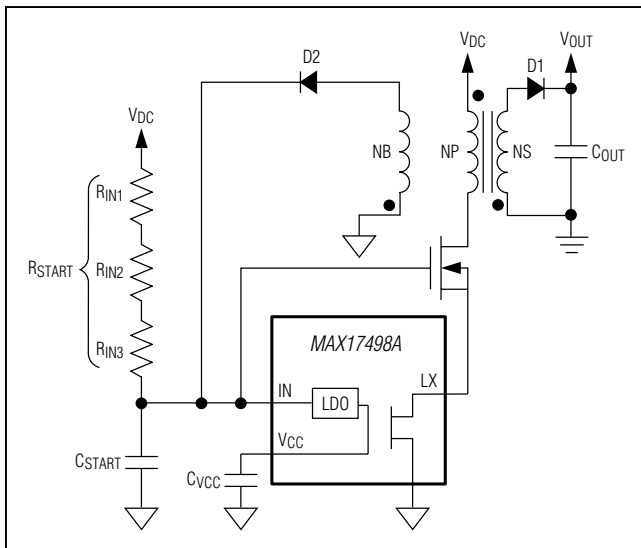 VDC
D2
VOUT
D1
VDC
NB
NP
NS
COUT
RIN1
RSTART
RIN2
RIN3
MAX17498A
IN
LX
LDO
VCC
CSTART
CVCC